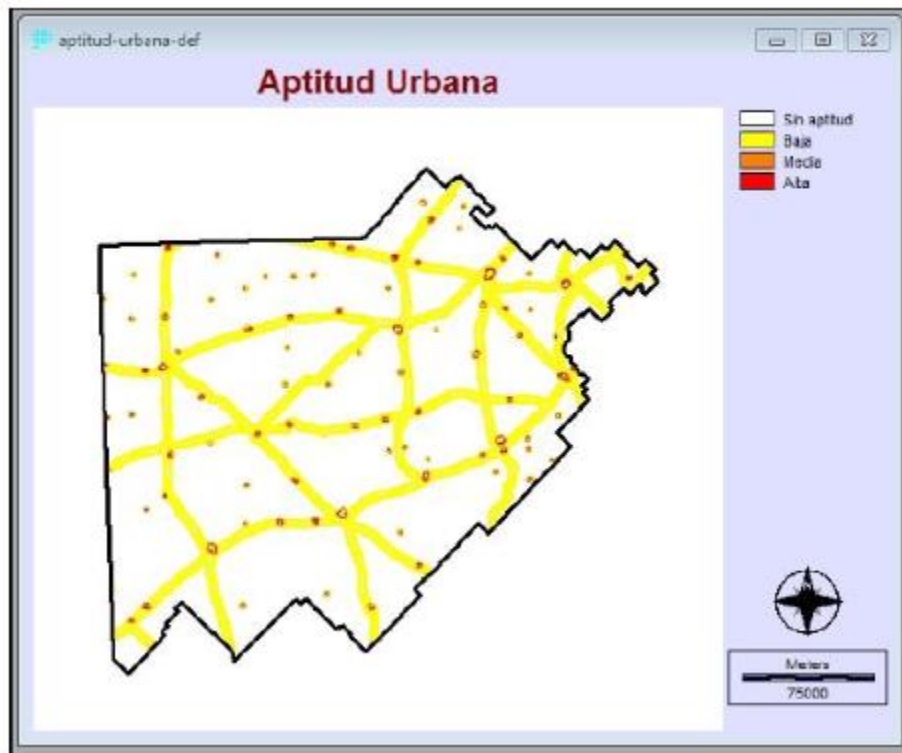 aptitud-urbana-def
Aptitud Urbana
Sin aptitud
Baja
Media
Alta
Meters
75000